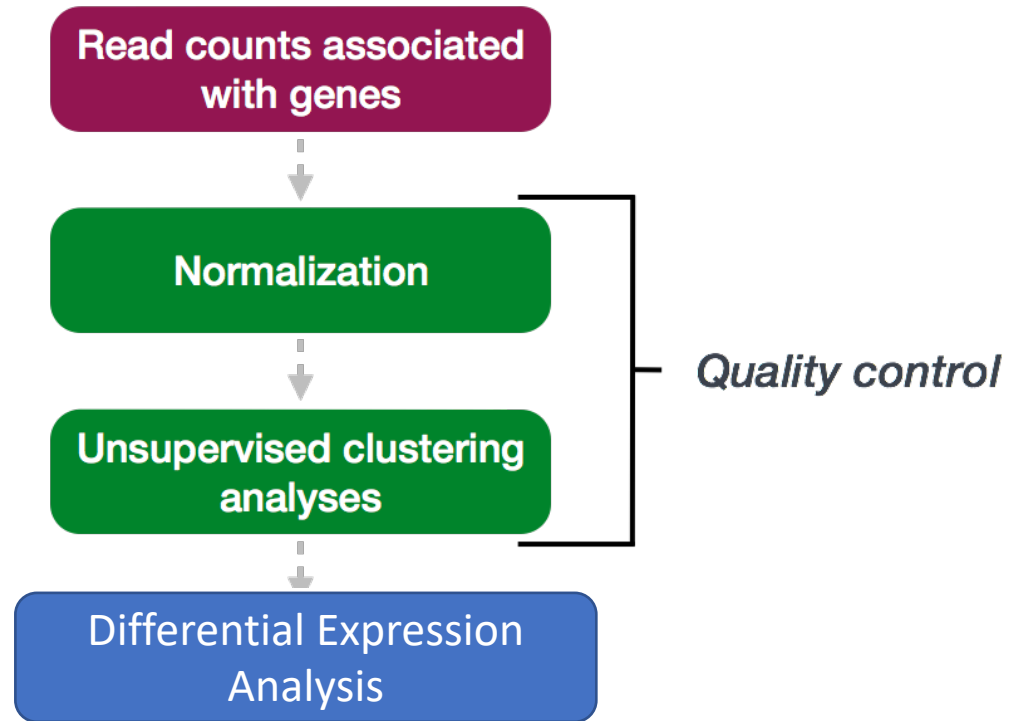 Read counts associated
with genes
Normalization
Quality control
Unsupervised clustering
analyses
Differential Expression
Analysis